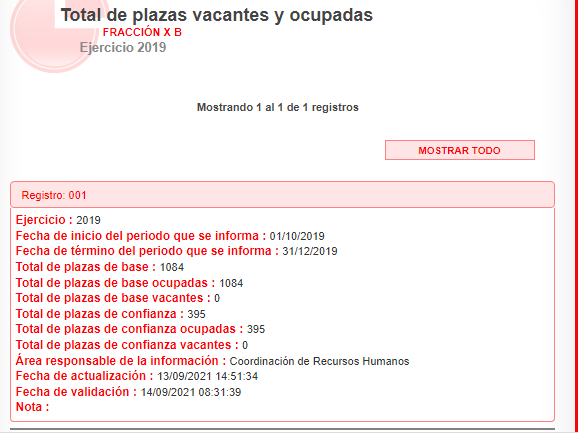 Total de plazas vacantes y ocupadas
FRACCIÓN X B
Ejercicio 2019
Mostrando 1 al 1 de 1 registros
MOSTRAR TODO
Registro: 001
Ejercicio : 2019
Fecha de inicio del periodo que se informa : 01/10/2019
Fecha de término del periodo que se informa : 31/12/2019
Total de plazas de base : 1084
Total de plazas de base ocupadas : 1084
Total de plazas de base vacantes : 0
Total de plazas de confianza : 395
Total de plazas de confianza ocupadas : 395
Total de plazas de confianza vacantes : 0
Área responsable de la información : Coordinación de Recursos Humanos
Fecha de actualización : 13/09/2021 14:51:34
Fecha de validación : 14/09/2021 08:31:39
Nota :